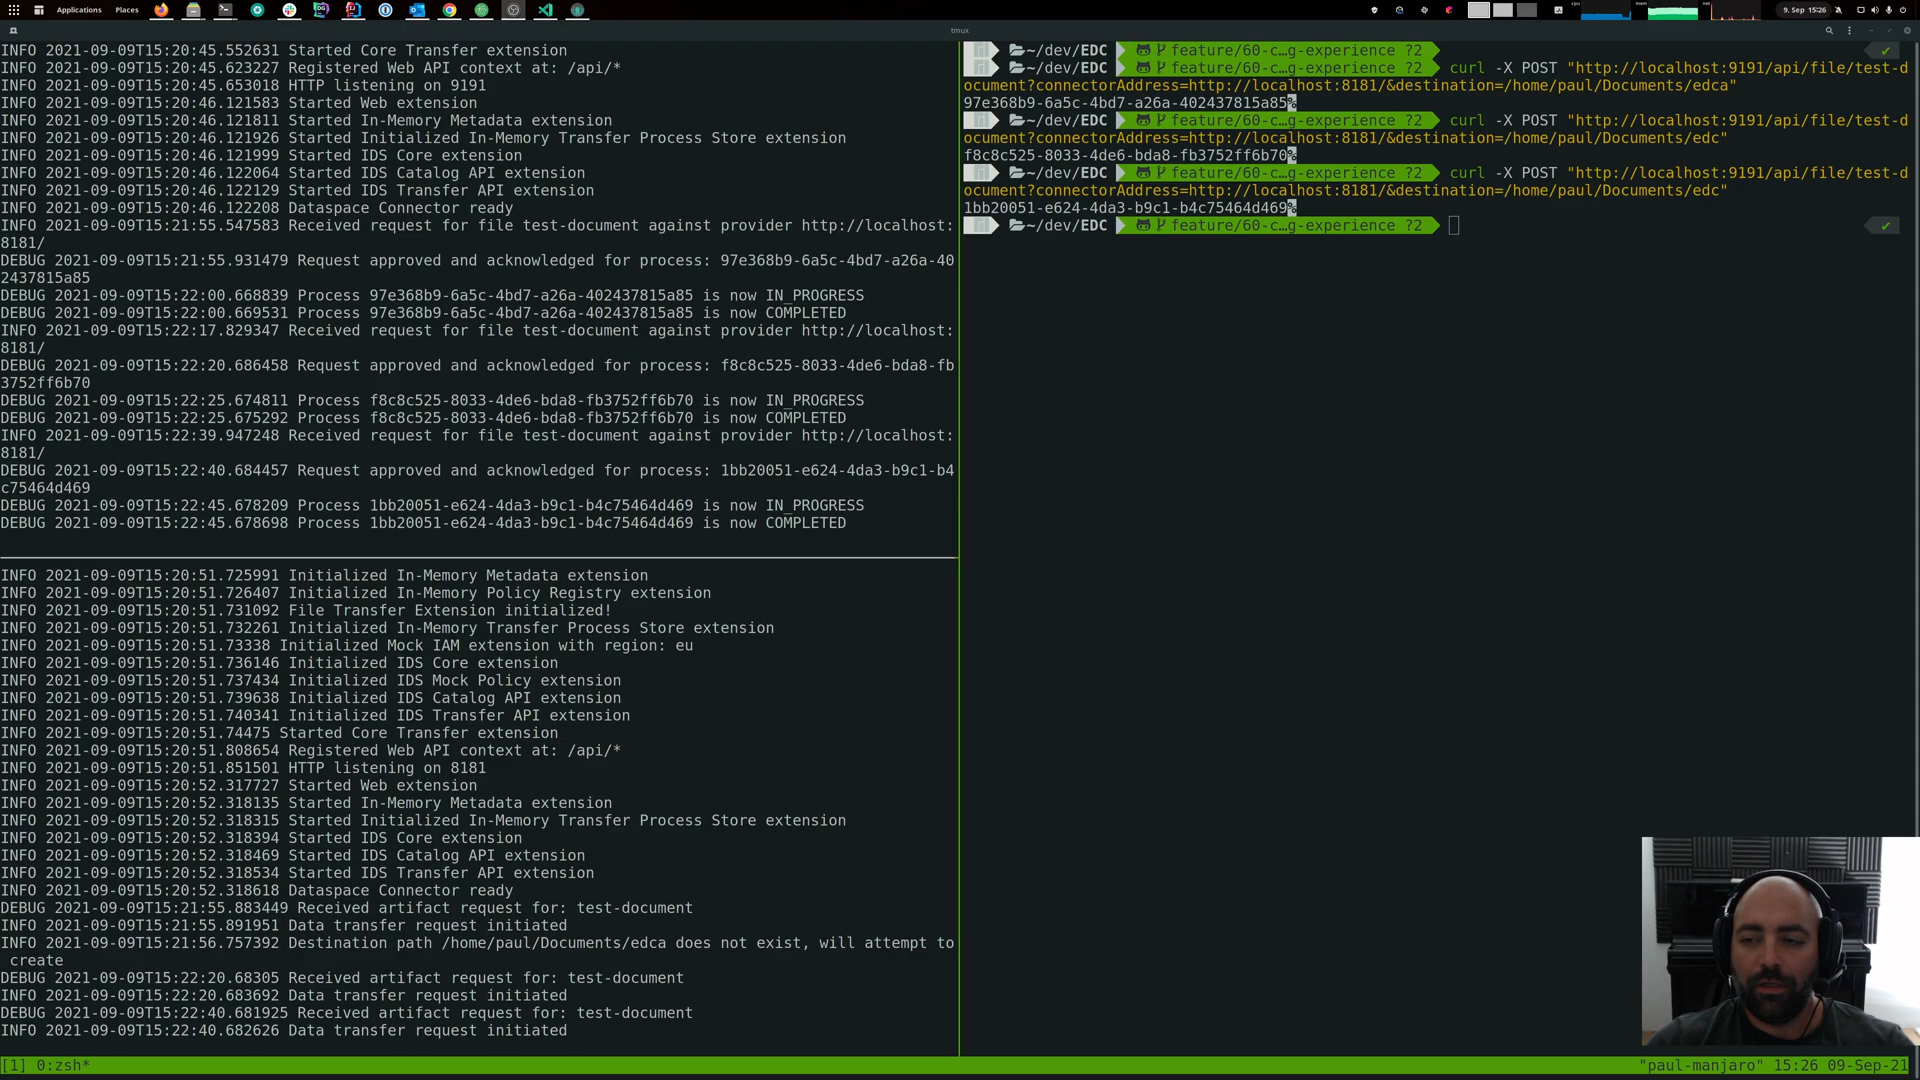 Applications Places
9. Sep 15:26
cpu mem net
tmux
INFO 2021-09-09T15:20:45.552631 Started Core Transfer extension
INFO 2021-09-09T15:20:45.623227 Registered Web API context at: /api/*
INFO 2021-09-09T15:20:45.653018 HTTP listening on 9191
INFO 2021-09-09T15:20:46.121583 Started Web extension
INFO 2021-09-09T15:20:46.121811 Started In-Memory Metadata extension
INFO 2021-09-09T15:20:46.121926 Started Initialized In-Memory Transfer Process Store extension
INFO 2021-09-09T15:20:46.121999 Started IDS Core extension
INFO 2021-09-09T15:20:46.122064 Started IDS Catalog API extension
INFO 2021-09-09T15:20:46.122129 Started IDS Transfer API extension
INFO 2021-09-09T15:20:46.122208 Dataspace Connector ready
INFO 2021-09-09T15:21:55.547583 Received request for file test-document against provider http://localhost:
8181/
DEBUG 2021-09-09T15:21:55.931479 Request approved and acknowledged for process: 97e368b9-6a5c-4bd7-a26a-40
2437815a85
DEBUG 2021-09-09T15:22:00.668839 Process 97e368b9-6a5c-4bd7-a26a-402437815a85 is now IN_PROGRESS
DEBUG 2021-09-09T15:22:00.669531 Process 97e368b9-6a5c-4bd7-a26a-402437815a85 is now COMPLETED
INFO 2021-09-09T15:22:17.829347 Received request for file test-document against provider http://localhost:
8181/
DEBUG 2021-09-09T15:22:20.686458 Request approved and acknowledged for process: f8c8c525-8033-4de6-bda8-fb
3752ff6b70
DEBUG 2021-09-09T15:22:25.674811 Process f8c8c525-8033-4de6-bda8-fb3752ff6b70 is now IN_PROGRESS
DEBUG 2021-09-09T15:22:25.675292 Process f8c8c525-8033-4de6-bda8-fb3752ff6b70 is now COMPLETED
INFO 2021-09-09T15:22:39.947248 Received request for file test-document against provider http://localhost:
8181/
DEBUG 2021-09-09T15:22:40.684457 Request approved and acknowledged for process: 1bb20051-e624-4da3-b9c1-b4
c75464d469
DEBUG 2021-09-09T15:22:45.678209 Process 1bb20051-e624-4da3-b9c1-b4c75464d469 is now IN_PROGRESS
DEBUG 2021-09-09T15:22:45.678698 Process 1bb20051-e624-4da3-b9c1-b4c75464d469 is now COMPLETED
INFO 2021-09-09T15:20:51.725991 Initialized In-Memory Metadata extension
INFO 2021-09-09T15:20:51.726407 Initialized In-Memory Policy Registry extension
INFO 2021-09-09T15:20:51.731092 File Transfer Extension initialized!
INFO 2021-09-09T15:20:51.732261 Initialized In-Memory Transfer Process Store extension
INFO 2021-09-09T15:20:51.73338 Initialized Mock IAM extension with region: eu
INFO 2021-09-09T15:20:51.736146 Initialized IDS Core extension
INFO 2021-09-09T15:20:51.737434 Initialized IDS Mock Policy extension
INFO 2021-09-09T15:20:51.739638 Initialized IDS Catalog API extension
INFO 2021-09-09T15:20:51.740341 Initialized IDS Transfer API extension
INFO 2021-09-09T15:20:51.74475 Started Core Transfer extension
INFO 2021-09-09T15:20:51.808654 Registered Web API context at: /api/*
INFO 2021-09-09T15:20:51.851501 HTTP listening on 8181
INFO 2021-09-09T15:20:52.317727 Started Web extension
INFO 2021-09-09T15:20:52.318135 Started In-Memory Metadata extension
INFO 2021-09-09T15:20:52.318315 Started Initialized In-Memory Transfer Process Store extension
INFO 2021-09-09T15:20:52.318394 Started IDS Core extension
INFO 2021-09-09T15:20:52.318469 Started IDS Catalog API extension
INFO 2021-09-09T15:20:52.318534 Started IDS Transfer API extension
INFO 2021-09-09T15:20:52.318618 Dataspace Connector ready
DEBUG 2021-09-09T15:21:55.883449 Received artifact request for: test-document
INFO 2021-09-09T15:21:55.891951 Data transfer request initiated
INFO 2021-09-09T15:21:56.757392 Destination path /home/paul/Documents/edca does not exist, will attempt to
create
DEBUG 2021-09-09T15:22:20.68305 Received artifact request for: test-document
INFO 2021-09-09T15:22:20.683692 Data transfer request initiated
DEBUG 2021-09-09T15:22:40.681925 Received artifact request for: test-document
INFO 2021-09-09T15:22:40.682626 Data transfer request initiated
~/dev/EDC feature/60-c…g-experience ?2 ✔
~/dev/EDC feature/60-c…g-experience ?2 curl -X POST "http://localhost:9191/api/file/test-d
ocument?connectorAddress=http://localhost:8181/&destination=/home/paul/Documents/edca"
97e368b9-6a5c-4bd7-a26a-402437815a85%
~/dev/EDC feature/60-c…g-experience ?2 curl -X POST "http://localhost:9191/api/file/test-d
ocument?connectorAddress=http://localhost:8181/&destination=/home/paul/Documents/edc"
f8c8c525-8033-4de6-bda8-fb3752ff6b70%
~/dev/EDC feature/60-c…g-experience ?2 curl -X POST "http://localhost:9191/api/file/test-d
ocument?connectorAddress=http://localhost:8181/&destination=/home/paul/Documents/edc"
1bb20051-e624-4da3-b9c1-b4c75464d469%
~/dev/EDC feature/60-c…g-experience ?2 ✔
[1] 0:zsh* "paul-manjaro" 15:26 09-Sep-21